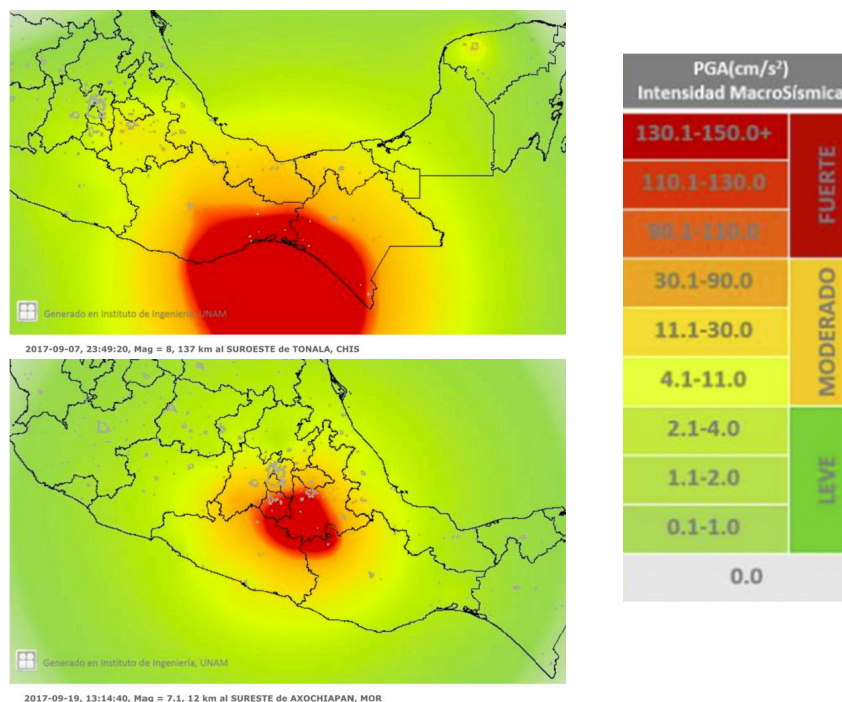 Generado en Instituto de Ingeniería, UNAM
2017-09-07, 23:49:20, Mag = 8, 137 km al SUROESTE de TONALA, CHIS
Generado en Instituto de Ingeniería, UNAM
2017-09-19, 13:14:40, Mag = 7.1, 12 km al SURESTE de AXOCHIAPAN, MOR
PGA(cm/s²)
Intensidad MacroSísmica
130.1-150.0+
110.1-130.0
90.1-110.0
FUERTE
30.1-90.0
11.1-30.0
4.1-11.0
MODERADO
2.1-4.0
1.1-2.0
0.1-1.0
LEVE
0.0